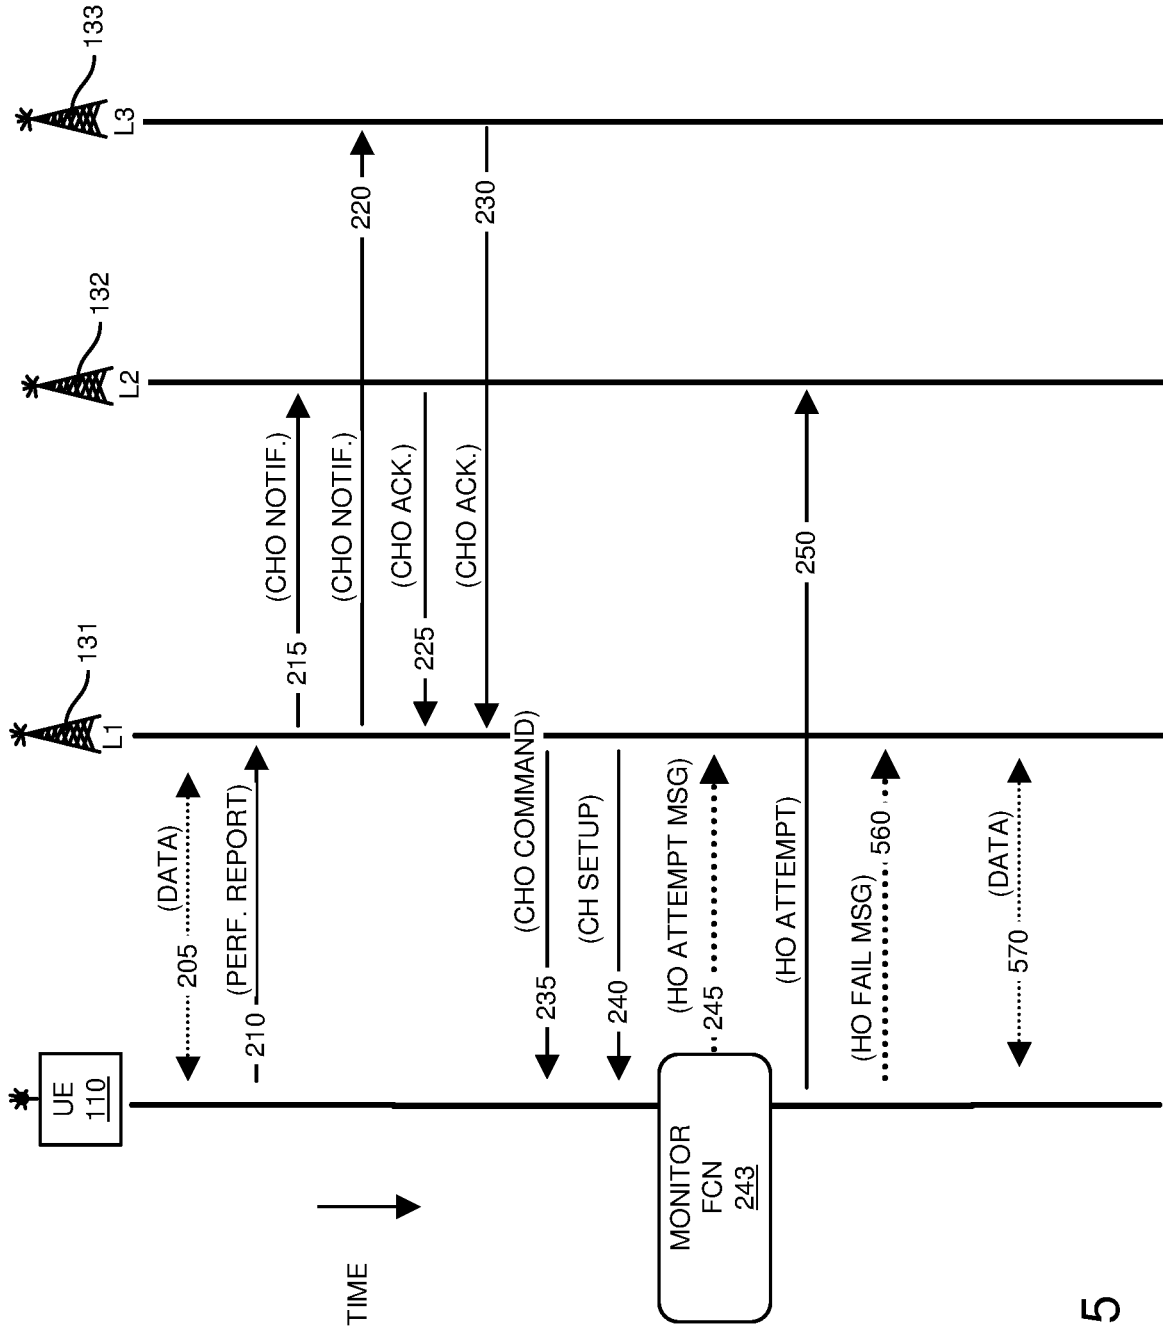 UE
110
L1
131
L2
132
L3
133
TIME
(DATA)
205
(PERF. REPORT)
210
(CHO NOTIF.)
215
(CHO NOTIF.)
220
(CHO ACK.)
225
(CHO ACK.)
230
(CHO COMMAND)
235
(CH SETUP)
240
MONITOR
FCN
243
(HO ATTEMPT MSG)
245
(HO ATTEMPT)
250
(HO FAIL MSG)
560
(DATA)
570
5